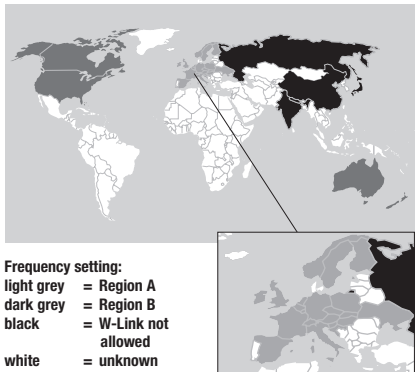 Frequency setting:
light grey = Region A
dark grey = Region B
black = W-Link not
allowed
white = unknown